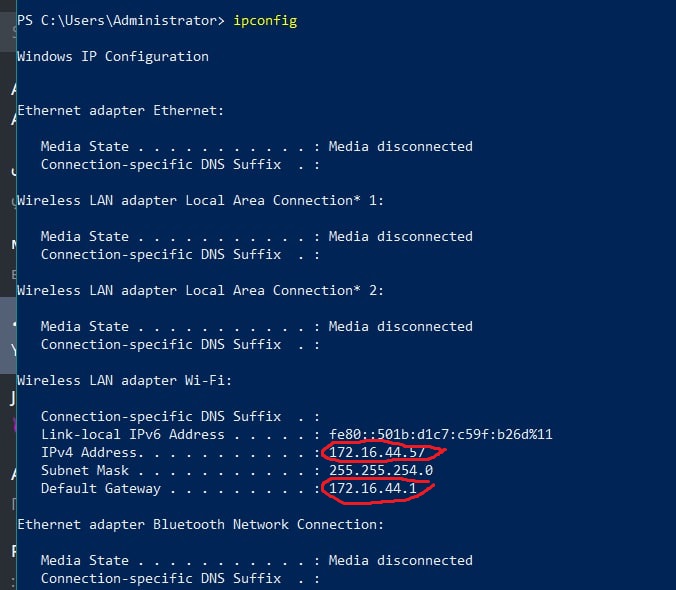 PS C:\Users\Administrator> ipconfig
Windows IP Configuration
Ethernet adapter Ethernet:
Media State . . . . . . . . . . . : Media disconnected
Connection-specific DNS Suffix  . :
Wireless LAN adapter Local Area Connection* 1:
Media State . . . . . . . . . . . : Media disconnected
Connection-specific DNS Suffix  . :
Wireless LAN adapter Local Area Connection* 2:
Media State . . . . . . . . . . . : Media disconnected
Connection-specific DNS Suffix  . :
Wireless LAN adapter Wi-Fi:
Connection-specific DNS Suffix  . :
Link-local IPv6 Address . . . . . : fe80::501b:d1c7:c59f:b26d%11
IPv4 Address. . . . . . . . . . . : 172.16.44.57
Subnet Mask . . . . . . . . . . . : 255.255.254.0
Default Gateway . . . . . . . . . : 172.16.44.1
Ethernet adapter Bluetooth Network Connection:
Media State . . . . . . . . . . . : Media disconnected
Connection-specific DNS Suffix  . :